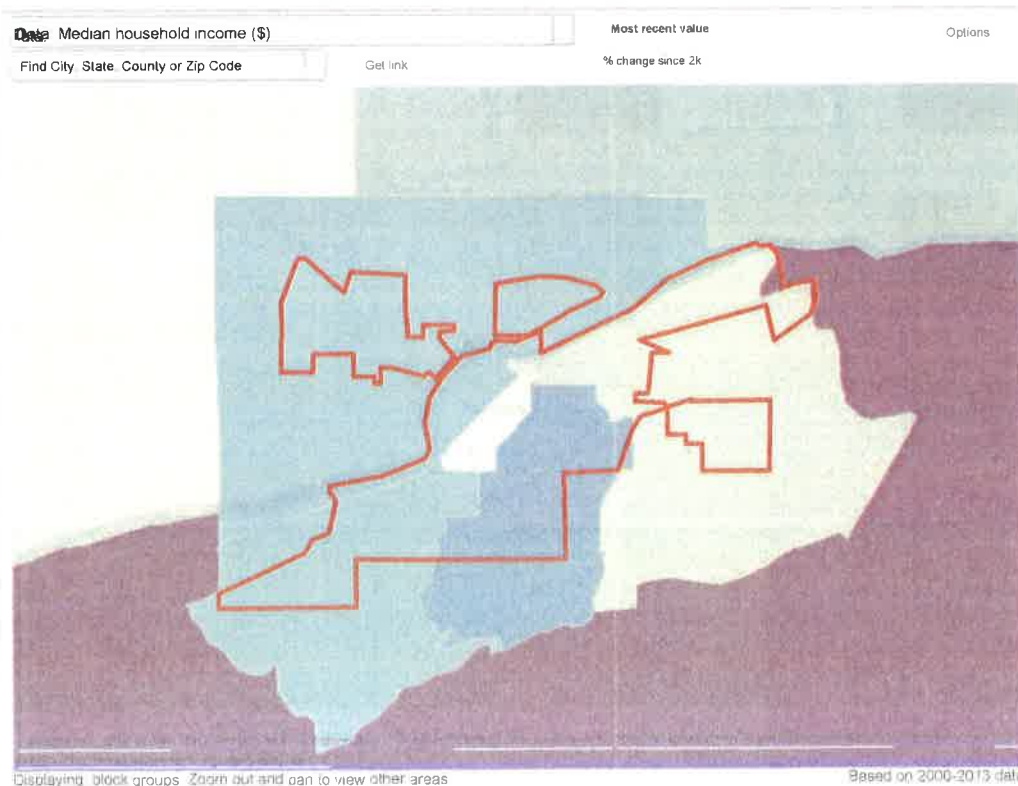 Data Median household income ($)
Most recent value
Options
Find City State County or Zip Code
Get link
% change since 2k
Displaying block groups Zoom out and pan to view other areas
Based on 2000-2013 data